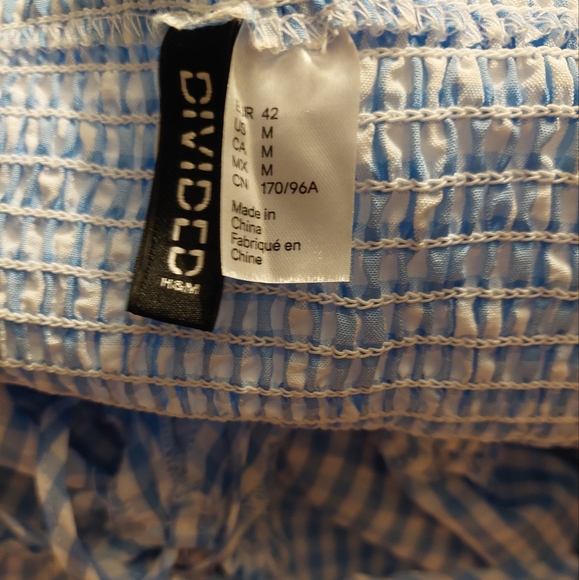 DIVIDED
H&M
EUR 42
US M
CA M
MX M
CN 170/96A
Made in
China
Fabriqué en
Chine